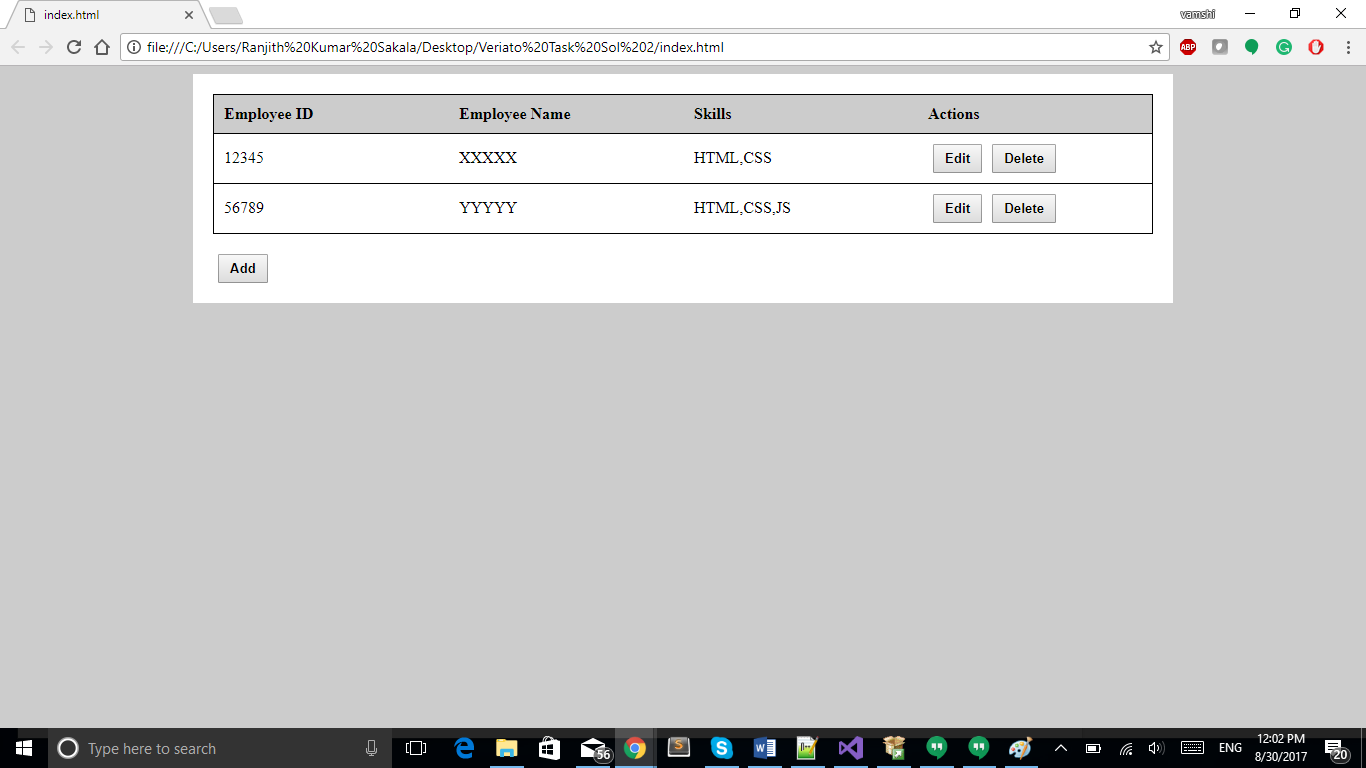 index.html
vamshi
file:///C:/Users/Ranjith%20Kumar%20Sakala/Desktop/Veriato%20Task%20Sol%202/index.html
ABP
Employee ID Employee Name Skills Actions
12345 XXXXX HTML,CSS Edit Delete
56789 YYYYY HTML,CSS,JS Edit Delete
Add
Type here to search
56
ENG
12:02 PM
8/30/2017
20